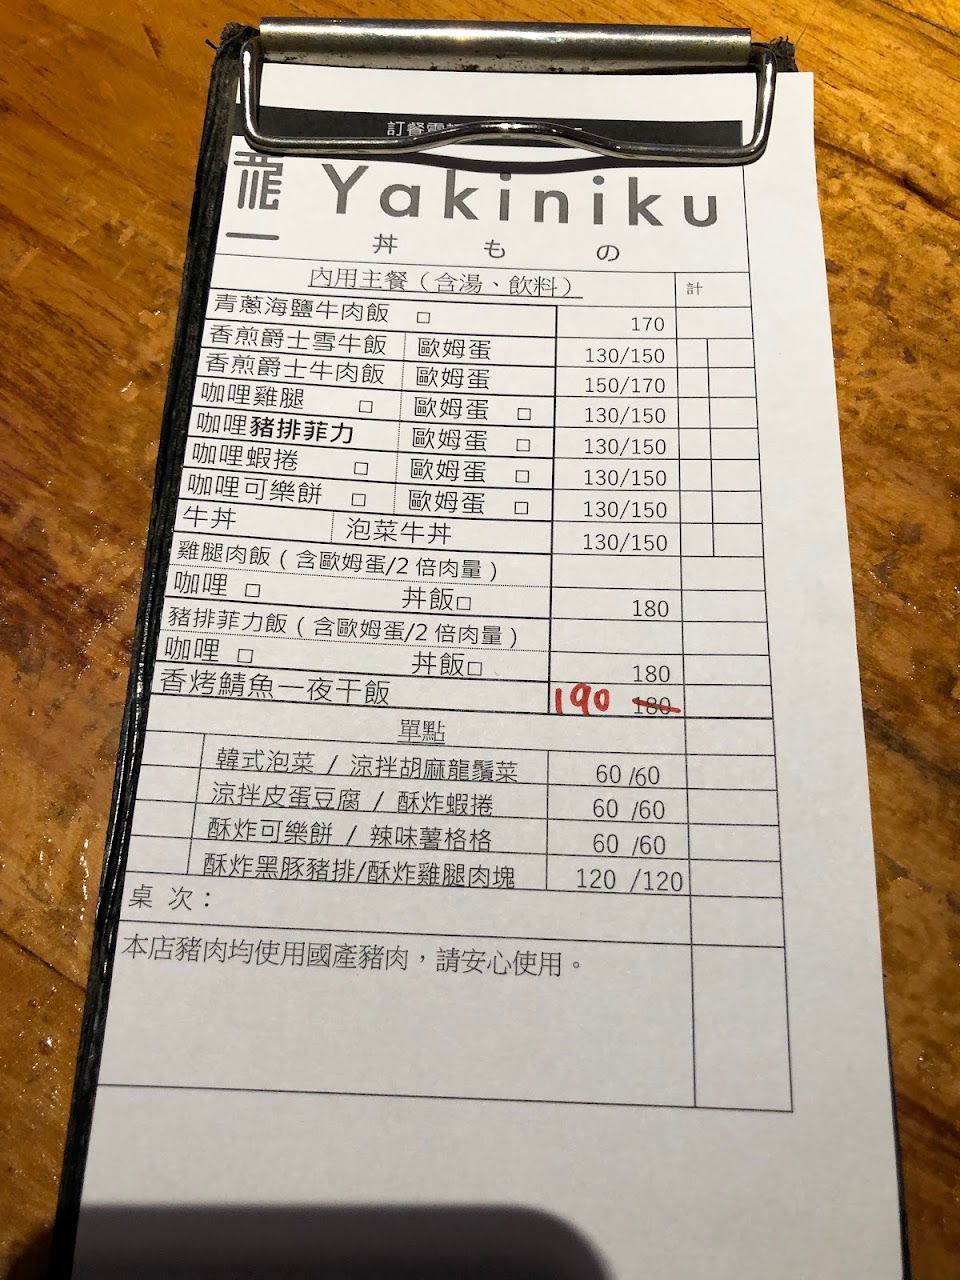 訂餐電
龍一 Yakiniku
丼もの
內用主餐（含湯、飲料） 計
青蔥海鹽牛肉飯 □ 170
香煎爵士雪牛飯 歐姆蛋 130/150
香煎爵士牛肉飯 歐姆蛋 150/170
咖哩雞腿 □ 歐姆蛋 □ 130/150
咖哩豬排菲力 歐姆蛋 □ 130/150
咖哩蝦捲 □ 歐姆蛋 □ 130/150
咖哩可樂餅 □ 歐姆蛋 □ 130/150
牛丼 泡菜牛丼 130/150
雞腿肉飯（含歐姆蛋/2倍肉量）
咖哩 □ 丼飯□ 180
豬排菲力飯（含歐姆蛋/2倍肉量）
咖哩 □ 丼飯□ 180
香烤鯖魚一夜干飯 190 180
單點
韓式泡菜 / 涼拌胡麻龍鬚菜 60 /60
涼拌皮蛋豆腐 / 酥炸蝦捲 60 /60
酥炸可樂餅 / 辣味薯格格 60 /60
酥炸黑豚豬排/酥炸雞腿肉塊 120 /120
桌 次：
本店豬肉均使用國產豬肉，請安心使用。